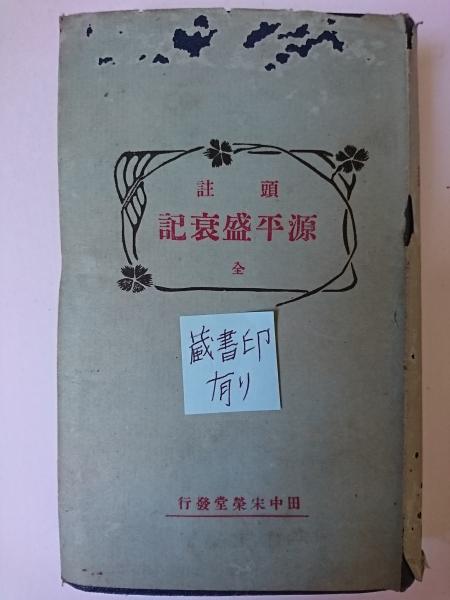 頭註
源平盛衰記
全
蔵書印
有り
田中宋榮堂發行